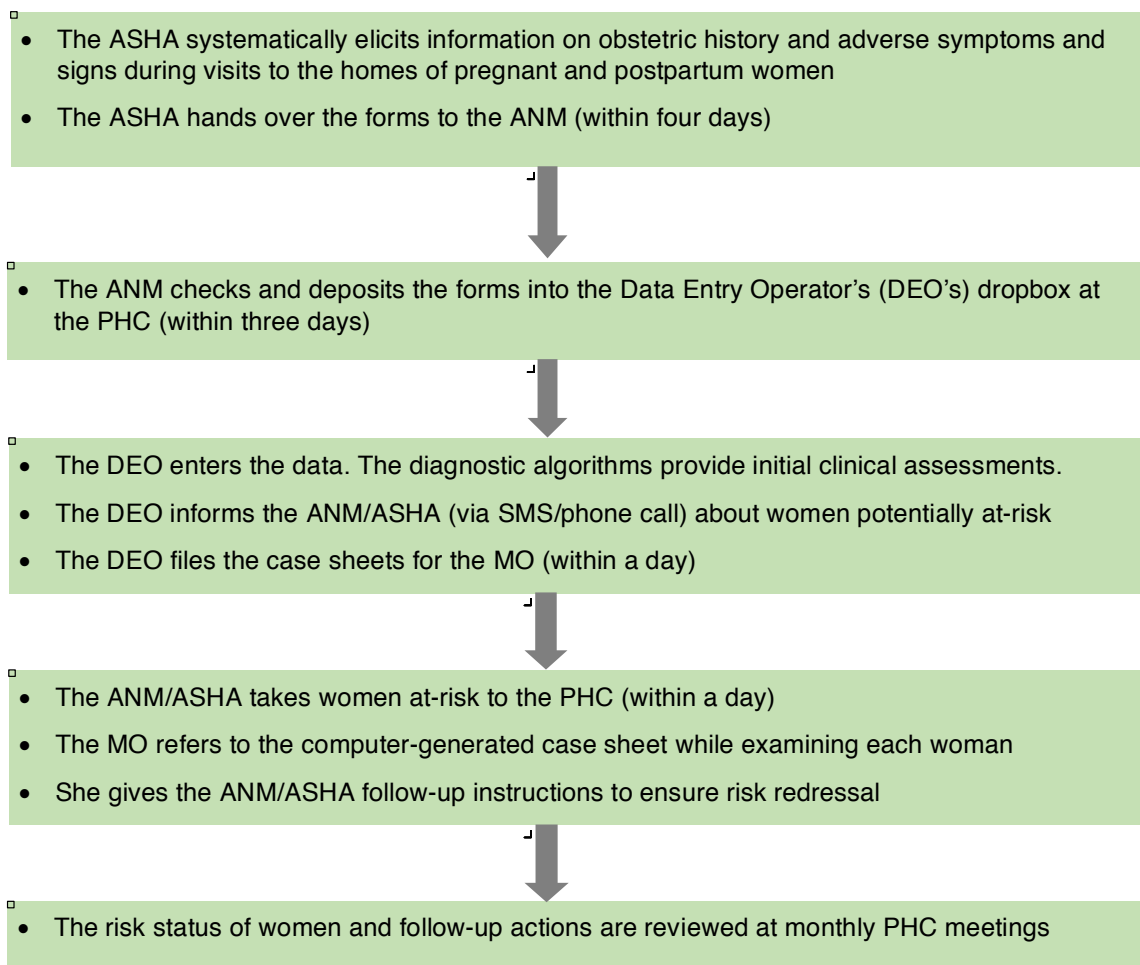 • The ASHA systematically elicits information on obstetric history and adverse symptoms and
signs during visits to the homes of pregnant and postpartum women
• The ASHA hands over the forms to the ANM (within four days)
• The ANM checks and deposits the forms into the Data Entry Operator’s (DEO’s) dropbox at
the PHC (within three days)
• The DEO enters the data. The diagnostic algorithms provide initial clinical assessments.
• The DEO informs the ANM/ASHA (via SMS/phone call) about women potentially at-risk
• The DEO files the case sheets for the MO (within a day)
• The ANM/ASHA takes women at-risk to the PHC (within a day)
• The MO refers to the computer-generated case sheet while examining each woman
• She gives the ANM/ASHA follow-up instructions to ensure risk redressal
• The risk status of women and follow-up actions are reviewed at monthly PHC meetings